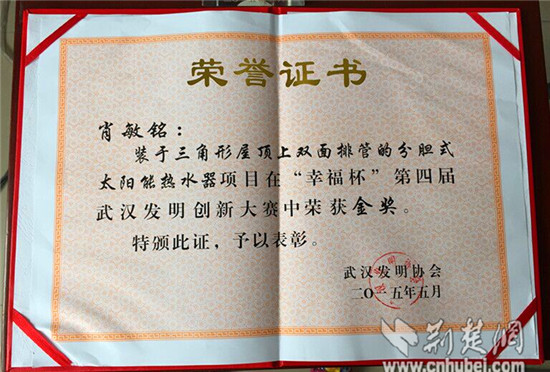 荣誉证书
肖敏铭：
装于三角形屋顶上双面排管的分胆式
太阳能热水器项目在“幸福杯”第四届
武汉发明创新大赛中荣获金奖。
特颁此证，予以表彰。
武汉发明协会
二〇一五年五月
荆楚网
www.cnhubei.com